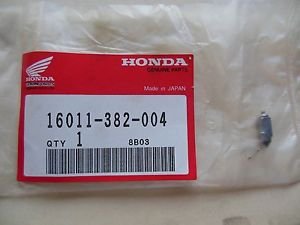 HONDA
HONDA
GENUINE PARTS
Made in JAPAN
16011-382-004
QTY 1 8B03